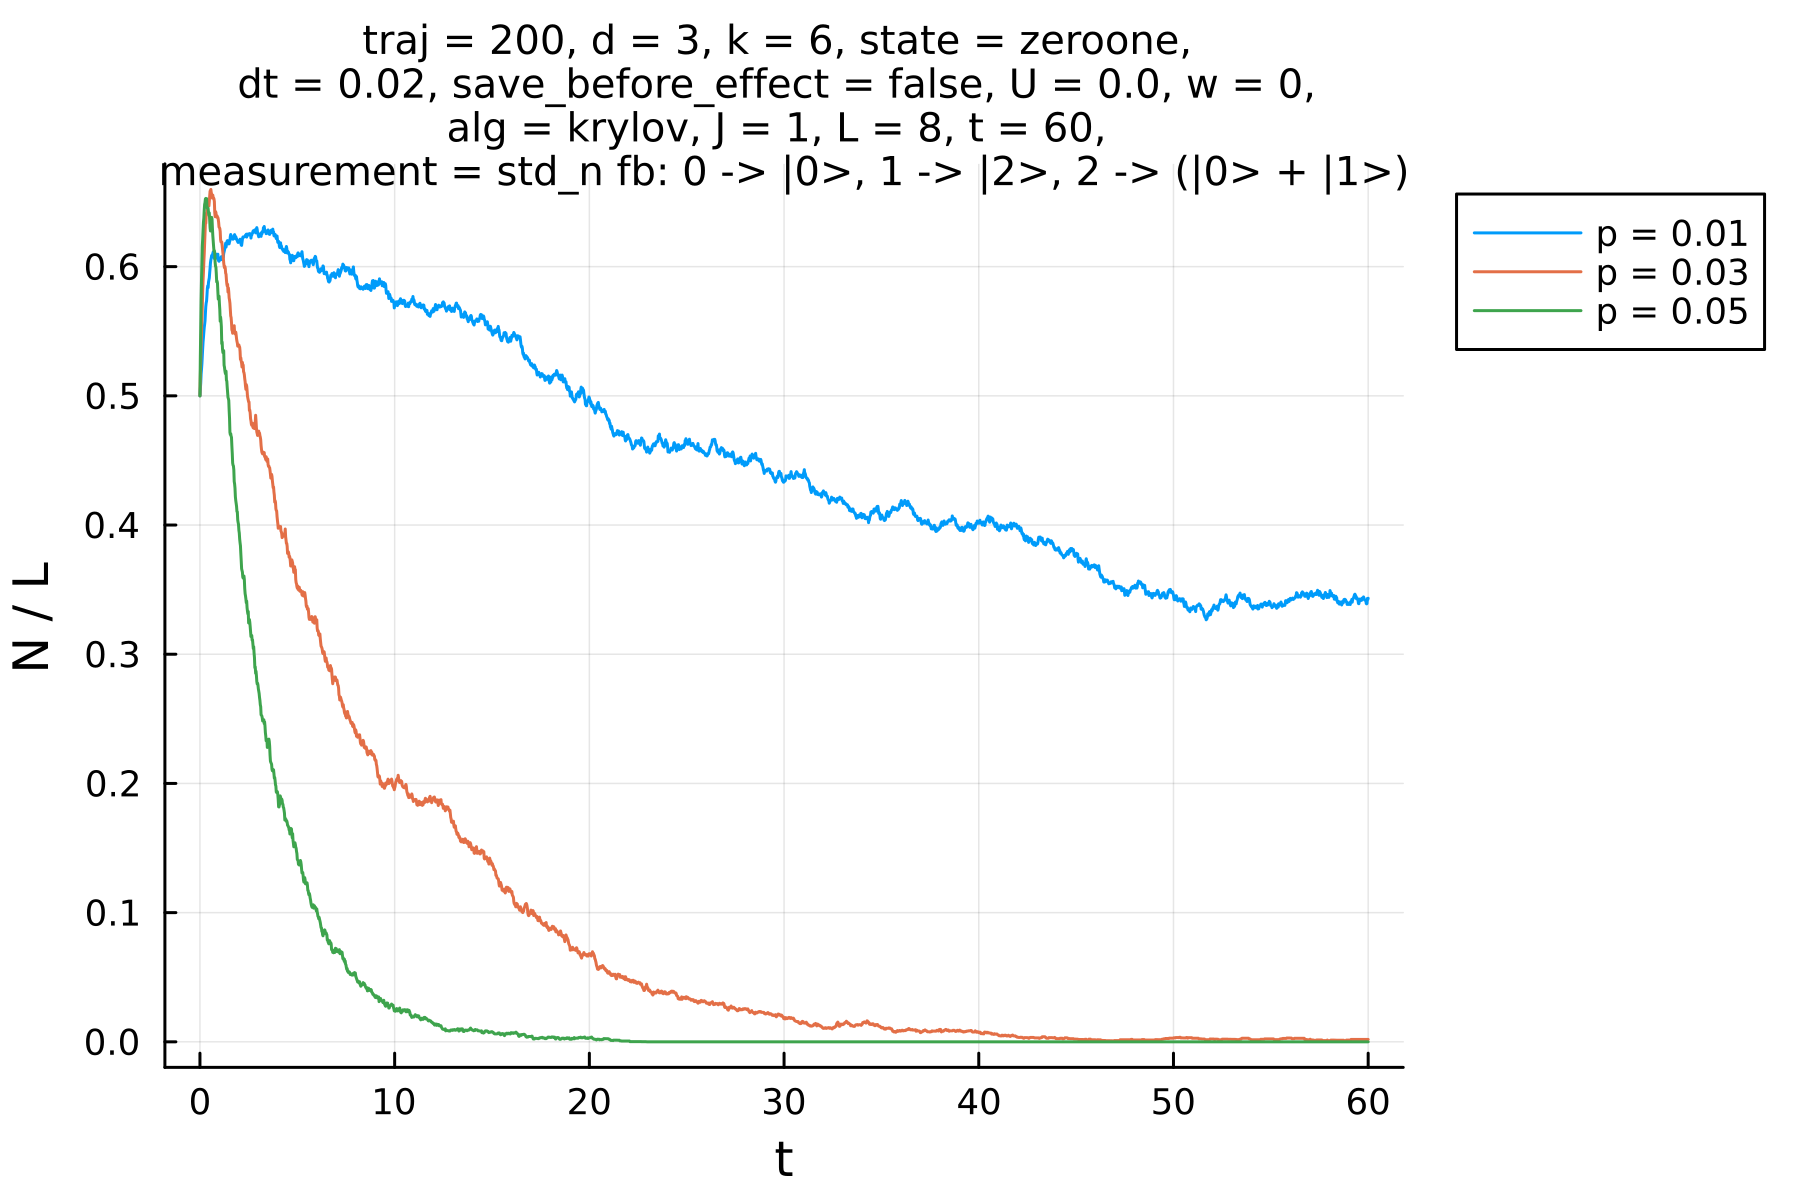 traj = 200, d = 3, k = 6, state = zeroone,
dt = 0.02, save_before_effect = false, U = 0.0, w = 0,
alg = krylov, J = 1, L = 8, t = 60,
measurement = std_n fb: 0 -> |0>, 1 -> |2>, 2 -> (|0> + |1>)
p = 0.01
p = 0.03
p = 0.05
N / L
0.6
0.5
0.4
0.3
0.2
0.1
0.0
0 10 20 30 40 50 60
t